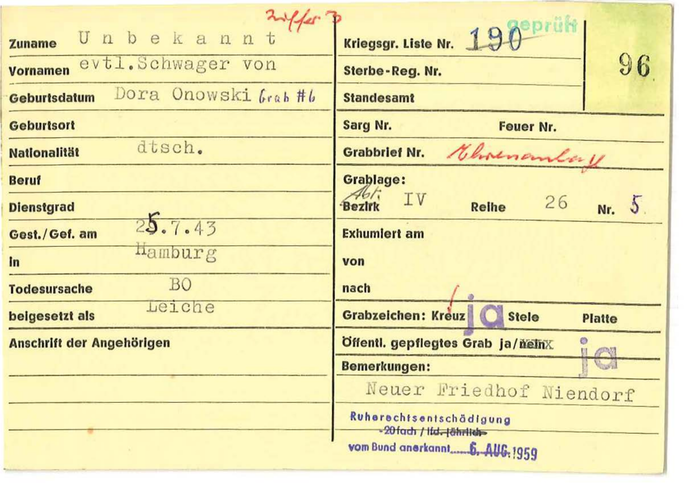 Ziffer 3
Zuname Unbekannt
Vornamen evtl.Schwager von
Geburtsdatum Dora Onowski Grab #6
Geburtsort
Nationalität dtsch.
Beruf
Dienstgrad
Gest./Gef. am 25.7.43
in Hamburg
Todesursache BO
beigesetzt als Leiche
Anschrift der Angehörigen
geprüft
Kriegsgr. Liste Nr. 190
96
Sterbe-Reg. Nr.
Standesamt
Sarg Nr. Feuer Nr.
Grabbrief Nr. Ehrenanlage
Grablage:
Abt.
Bezirk IV Reihe 26 Nr. 5.
Exhumiert am
von
nach
Grabzeichen: Kreuz ja Stele Platte
Öffentl. gepflegtes Grab ja/nein ja
Bemerkungen:
Neuer Friedhof Niendorf
Ruherechtsentschädigung
-20fach / lfd. jährlich-
vom Bund anerkannt 6. AUG. 1959